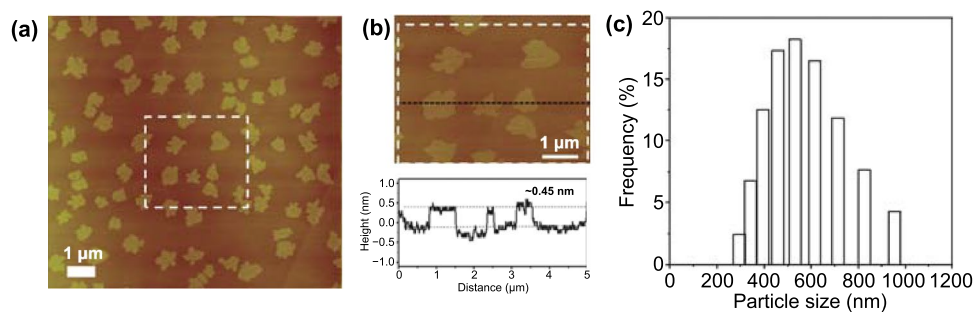 (a)
1 µm
(b)
1 µm
~0.45 nm
Height (nm)
1.0
0.5
0.0
−0.5
−1.0
0 1 2 3 4 5
Distance (µm)
(c)
Frequency (%)
20
15
10
5
0
0 200 400 600 800 1000 1200
Particle size (nm)